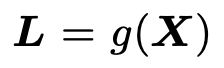 L = g(X)